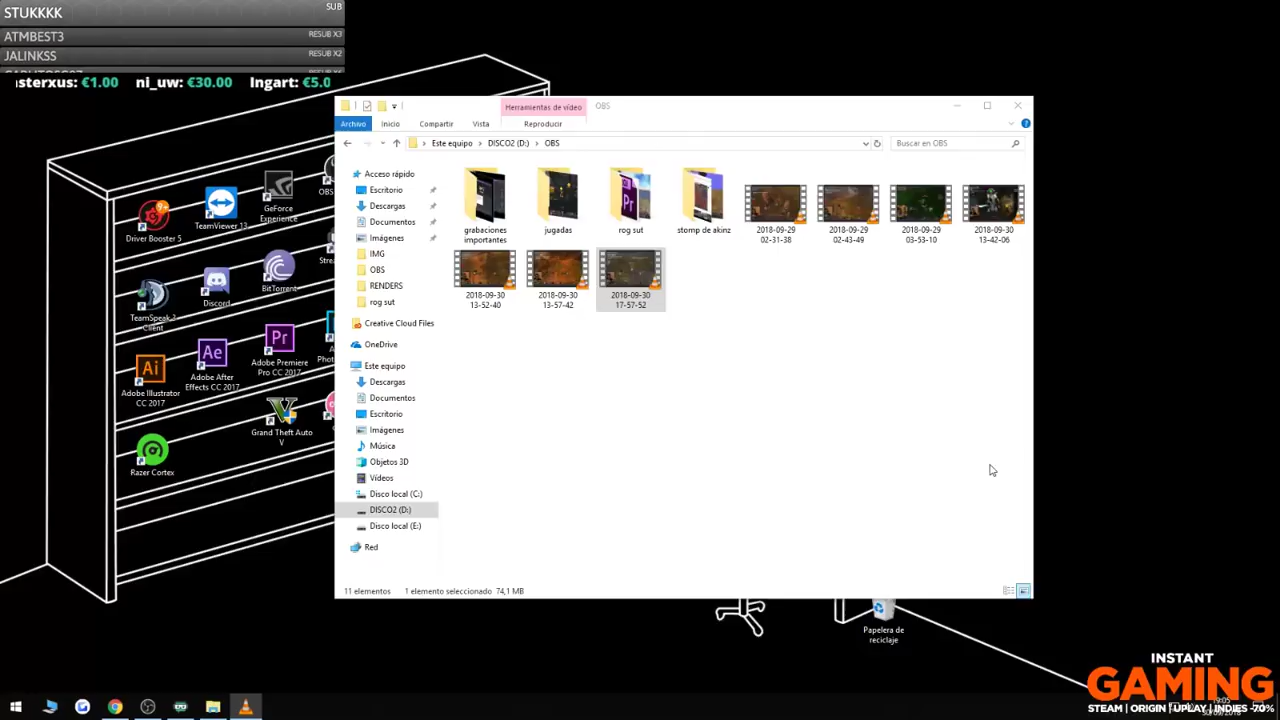 STUKKKK SUB
ATMBEST3 RESUB X3
JALINKSS RESUB X2
sterxus: €1.00 ni_uw: €30.00 Ingart: €5.0
Herramientas de vídeo OBS
Archivo Inicio Compartir Vista Reproducir
Este equipo > DISCO2 (D:) > OBS
Buscar en OBS
Acceso rápido
Escritorio
Descargas
Documentos
Imágenes
IMG
OBS
RENDERS
rog sut
Creative Cloud Files
OneDrive
Este equipo
Descargas
Documentos
Escritorio
Imágenes
Música
Objetos 3D
Vídeos
Disco local (C:)
DISCO2 (D:)
Disco local (E:)
Red
grabaciones
importantes
jugadas
rog sut
stomp de akinz
2018-09-29
02-31-38
2018-09-29
02-43-49
2018-09-29
03-53-10
2018-09-30
13-42-06
2018-09-30
13-52-40
2018-09-30
13-57-42
2018-09-30
17-57-52
11 elementos 1 elemento seleccionado 74,1 MB
Driver Booster 5
TeamViewer 13
GeForce
Experience
OBS
TeamSpeak 3
Client
Discord
BitTorrent
Ai
Adobe Illustrator
CC 2017
Ae
Adobe After
Effects CC 2017
Pr
Adobe Premiere
Pro CC 2017
Grand Theft Auto
V
Razer Cortex
Papelera de
reciclaje
INSTANT
GAMING
STEAM | ORIGIN | UPLAY | INDIES -70%
19:05